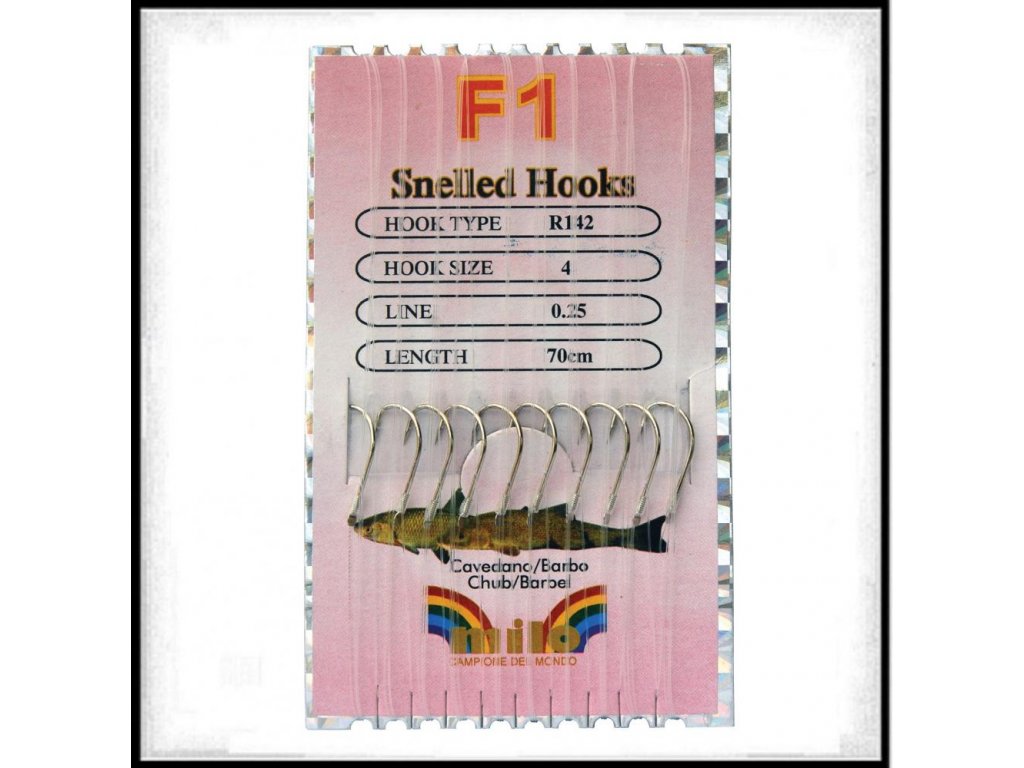 F1
Snelled Hooks
HOOK TYPE R142
HOOK SIZE 4
LINE 0.25
LENGTH 70cm
Cavedano/Barbo
Chub/Barbel
milo
CAMPIONE DEL MONDO